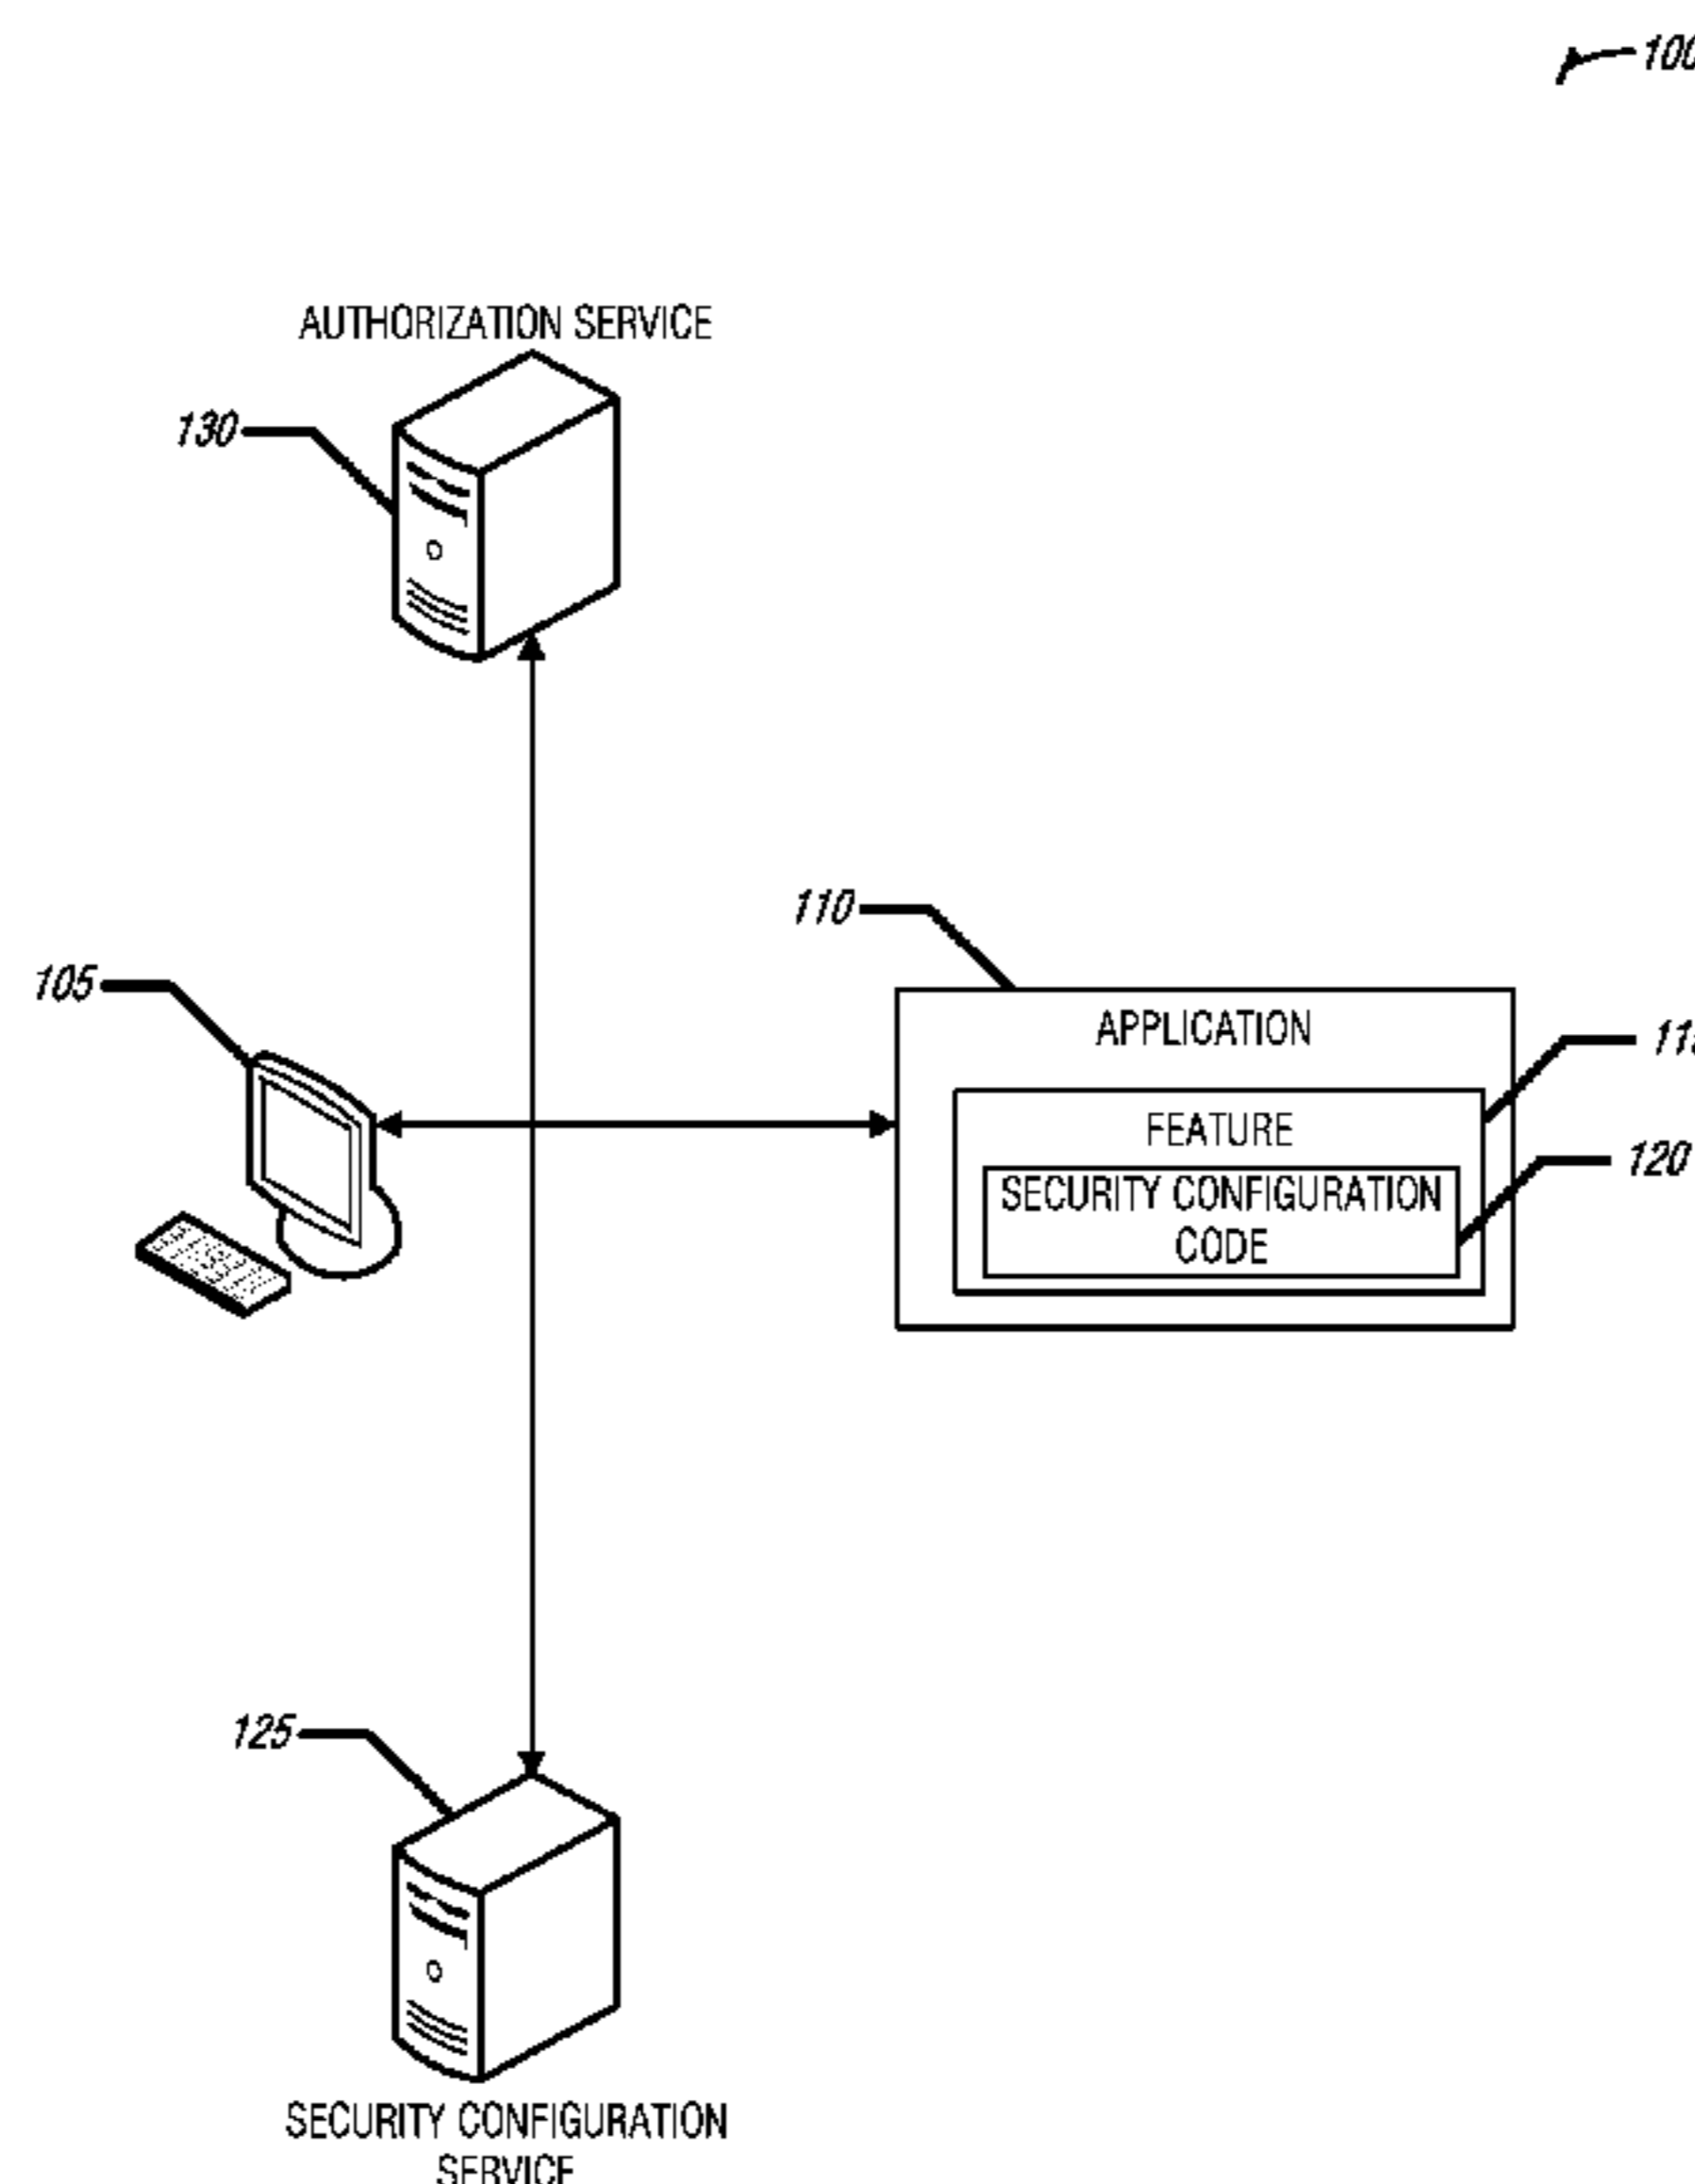 100
AUTHORIZATION SERVICE
130
110
105
APPLICATION
FEATURE
120
SECURITY CONFIGURATION
CODE
125
SECURITY CONFIGURATION
SERVICE